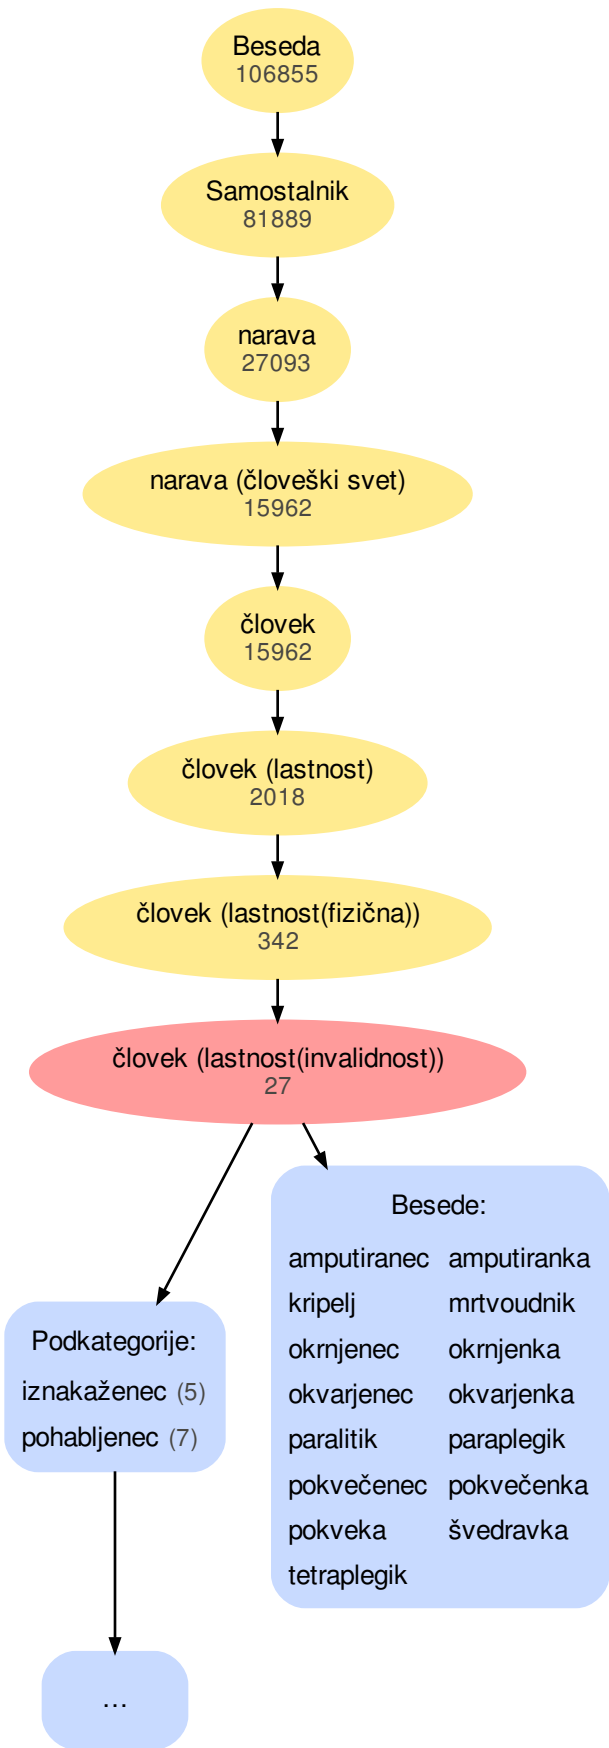 Beseda
106855
Samostalnik
81889
narava
27093
narava (človeški svet)
15962
človek
15962
človek (lastnost)
2018
človek (lastnost(fizična))
342
človek (lastnost(invalidnost))
27
Podkategorije:
iznakaženec (5)
pohabljenec (7)
...
Besede:
amputiranec amputiranka
kripelj mrtvoudnik
okrnjenec okrnjenka
okvarjenec okvarjenka
paralitik paraplegik
pokvečenec pokvečenka
pokveka švedravka
tetraplegik